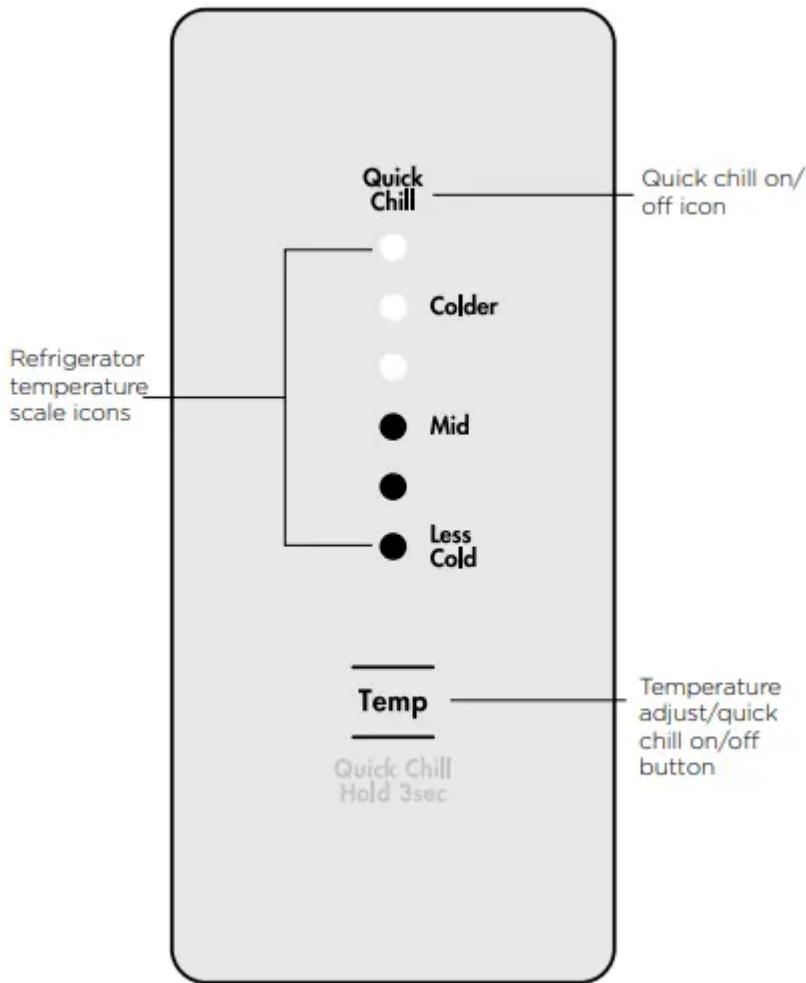 Quick
Chill
Quick chill on/
off icon
Colder
Refrigerator
temperature
scale icons
Mid
Less
Cold
Temp
Temperature
adjust/quick
chill on/off
button
Quick Chill
Hold 3sec